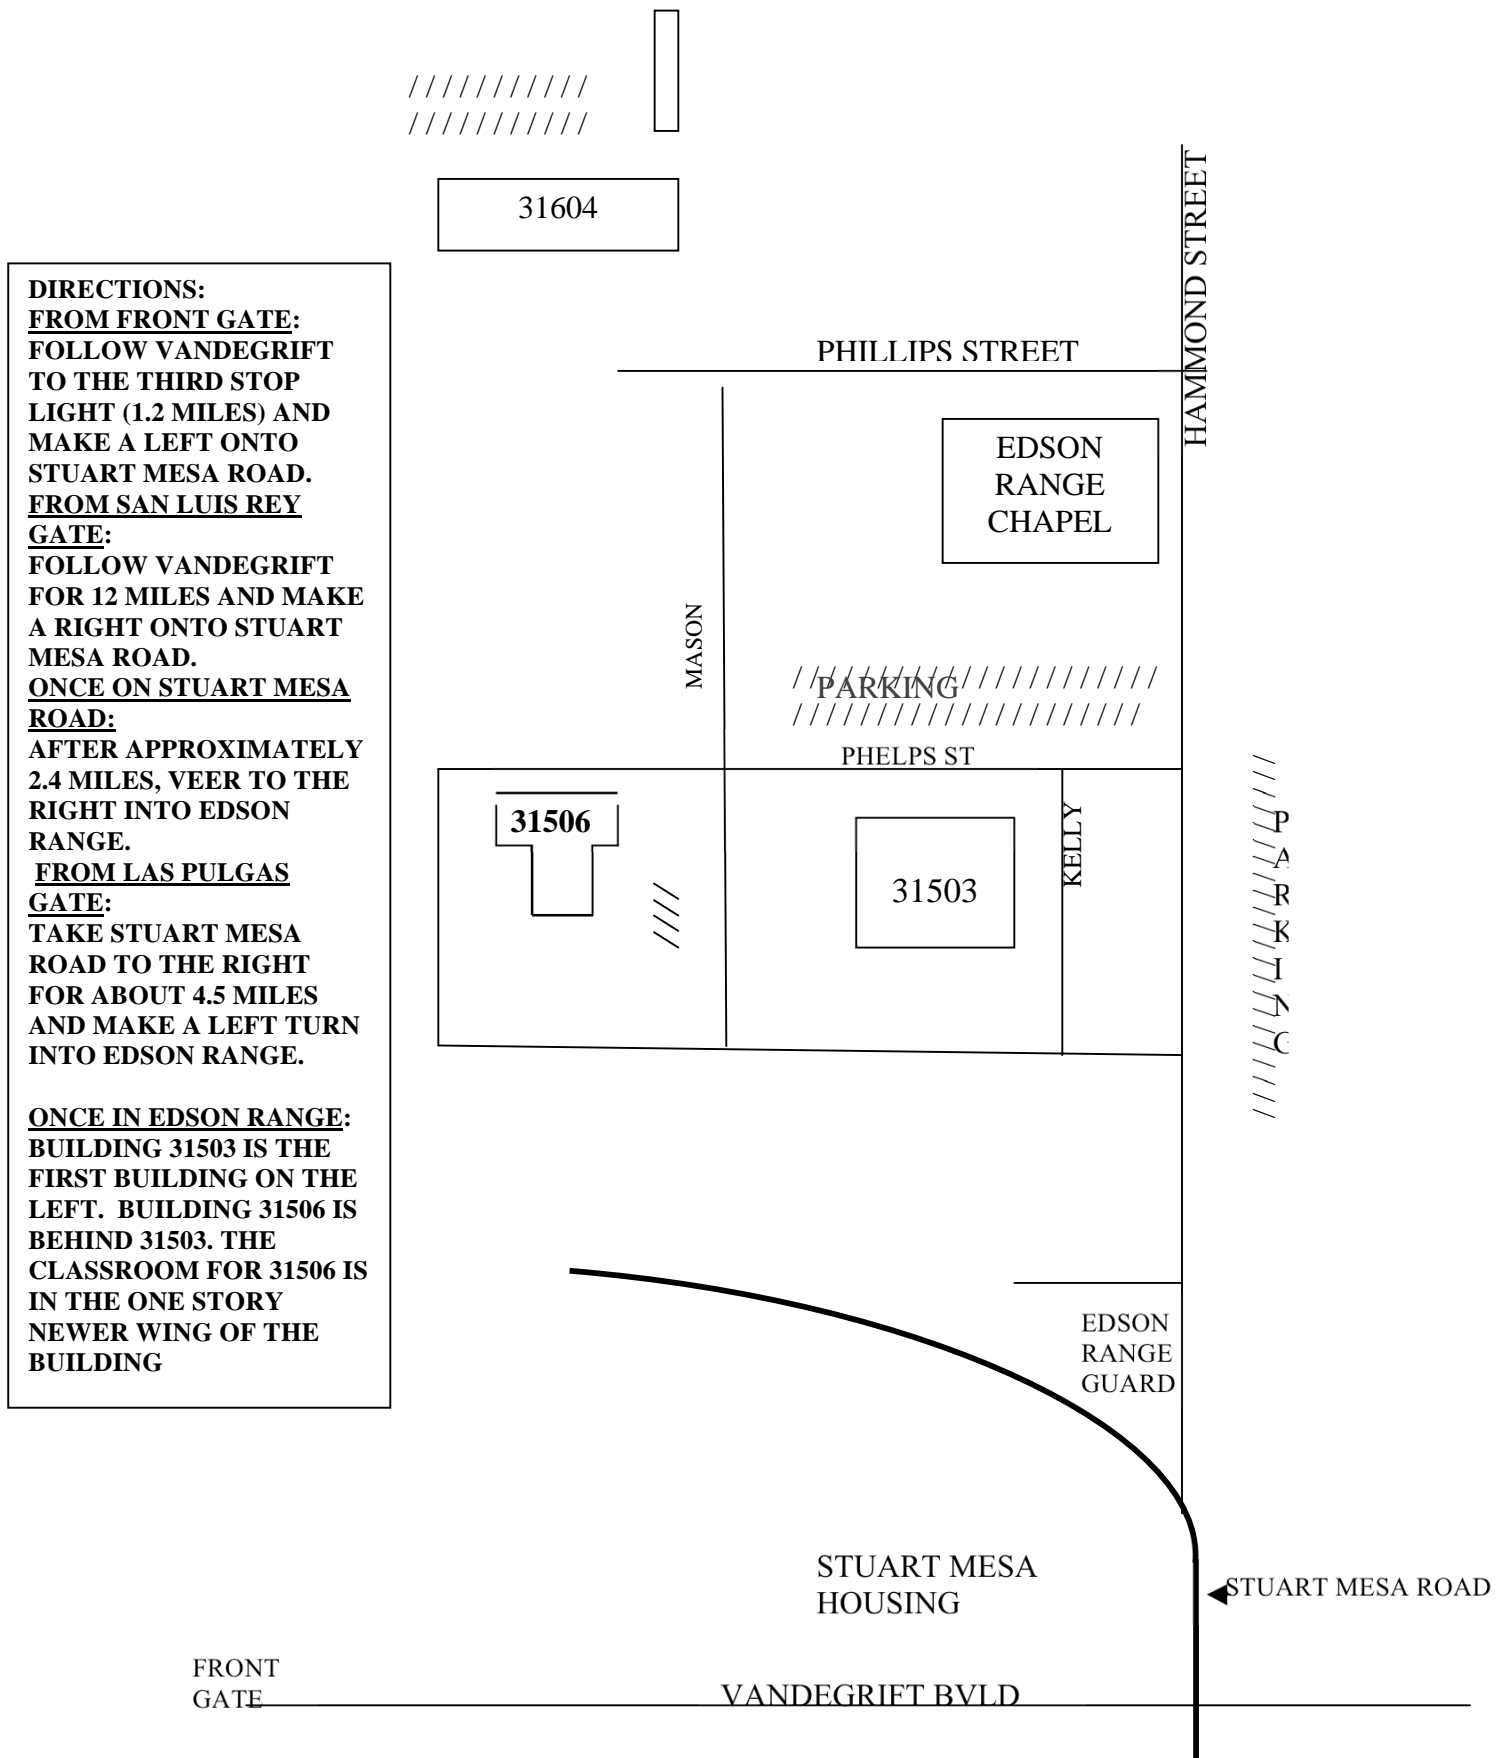 31604
HAMMOND STREET
DIRECTIONS:
FROM FRONT GATE:
FOLLOW VANDEGRIFT
TO THE THIRD STOP
LIGHT (1.2 MILES) AND
MAKE A LEFT ONTO
STUART MESA ROAD.
FROM SAN LUIS REY
GATE:
FOLLOW VANDEGRIFT
FOR 12 MILES AND MAKE
A RIGHT ONTO STUART
MESA ROAD.
ONCE ON STUART MESA
ROAD:
AFTER APPROXIMATELY
2.4 MILES, VEER TO THE
RIGHT INTO EDSON
RANGE.
FROM LAS PULGAS
GATE:
TAKE STUART MESA
ROAD TO THE RIGHT
FOR ABOUT 4.5 MILES
AND MAKE A LEFT TURN
INTO EDSON RANGE.
ONCE IN EDSON RANGE:
BUILDING 31503 IS THE
FIRST BUILDING ON THE
LEFT. BUILDING 31506 IS
BEHIND 31503. THE
CLASSROOM FOR 31506 IS
IN THE ONE STORY
NEWER WING OF THE
BUILDING
PHILLIPS STREET
EDSON
RANGE
CHAPEL
MASON
PARKING
PHELPS ST
31506
31503
KELLY
PARKING
EDSON
RANGE
GUARD
STUART MESA
HOUSING
STUART MESA ROAD
FRONT
GATE
VANDEGRIFT BVLD